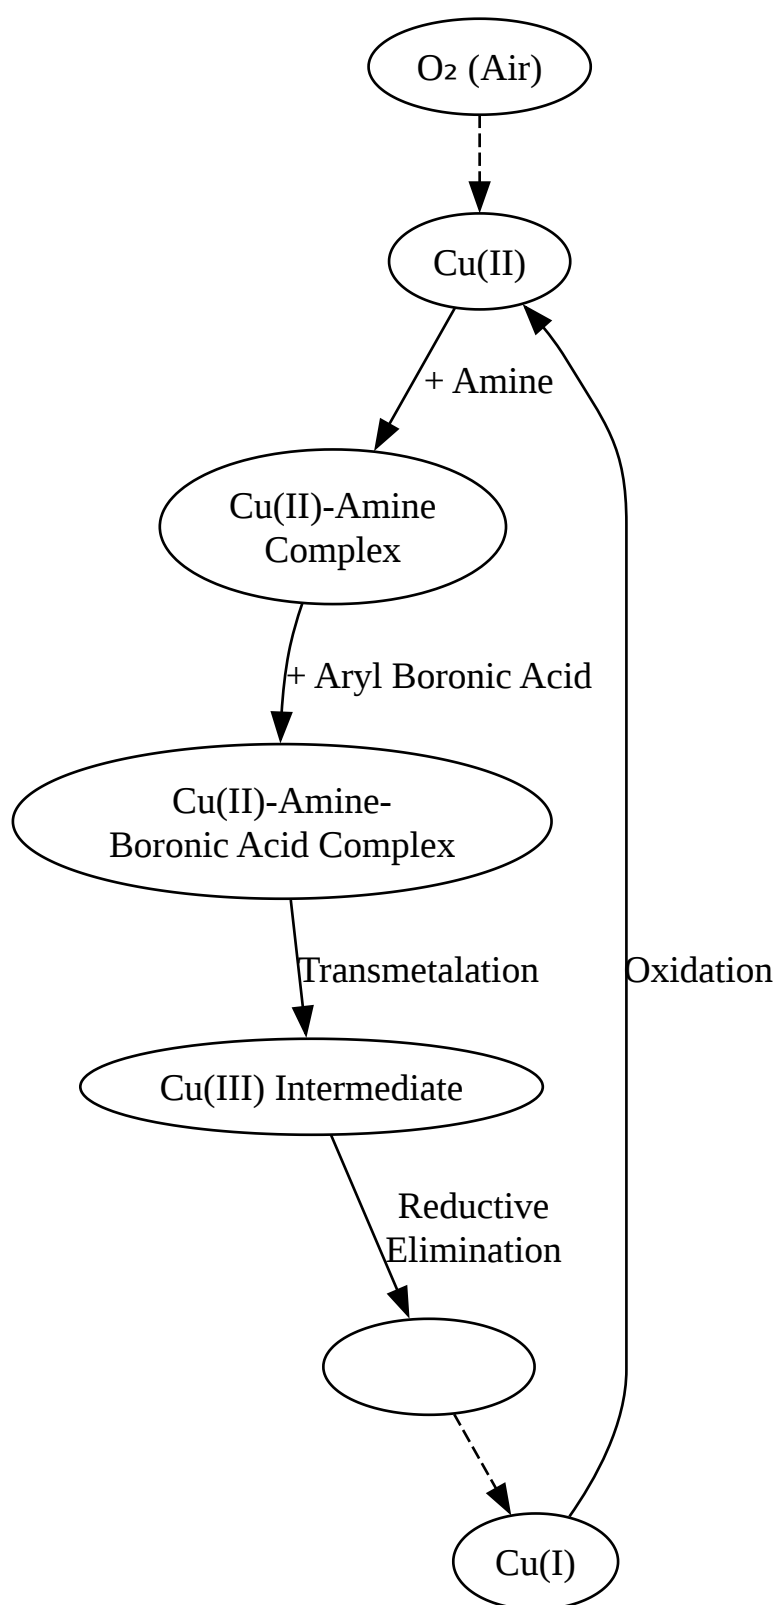 O₂ (Air)
Cu(II)
+ Amine
Cu(II)-Amine
Complex
+ Aryl Boronic Acid
Cu(II)-Amine-
Boronic Acid Complex
Transmetalation
Oxidation
Cu(III) Intermediate
Reductive
Elimination
Cu(I)